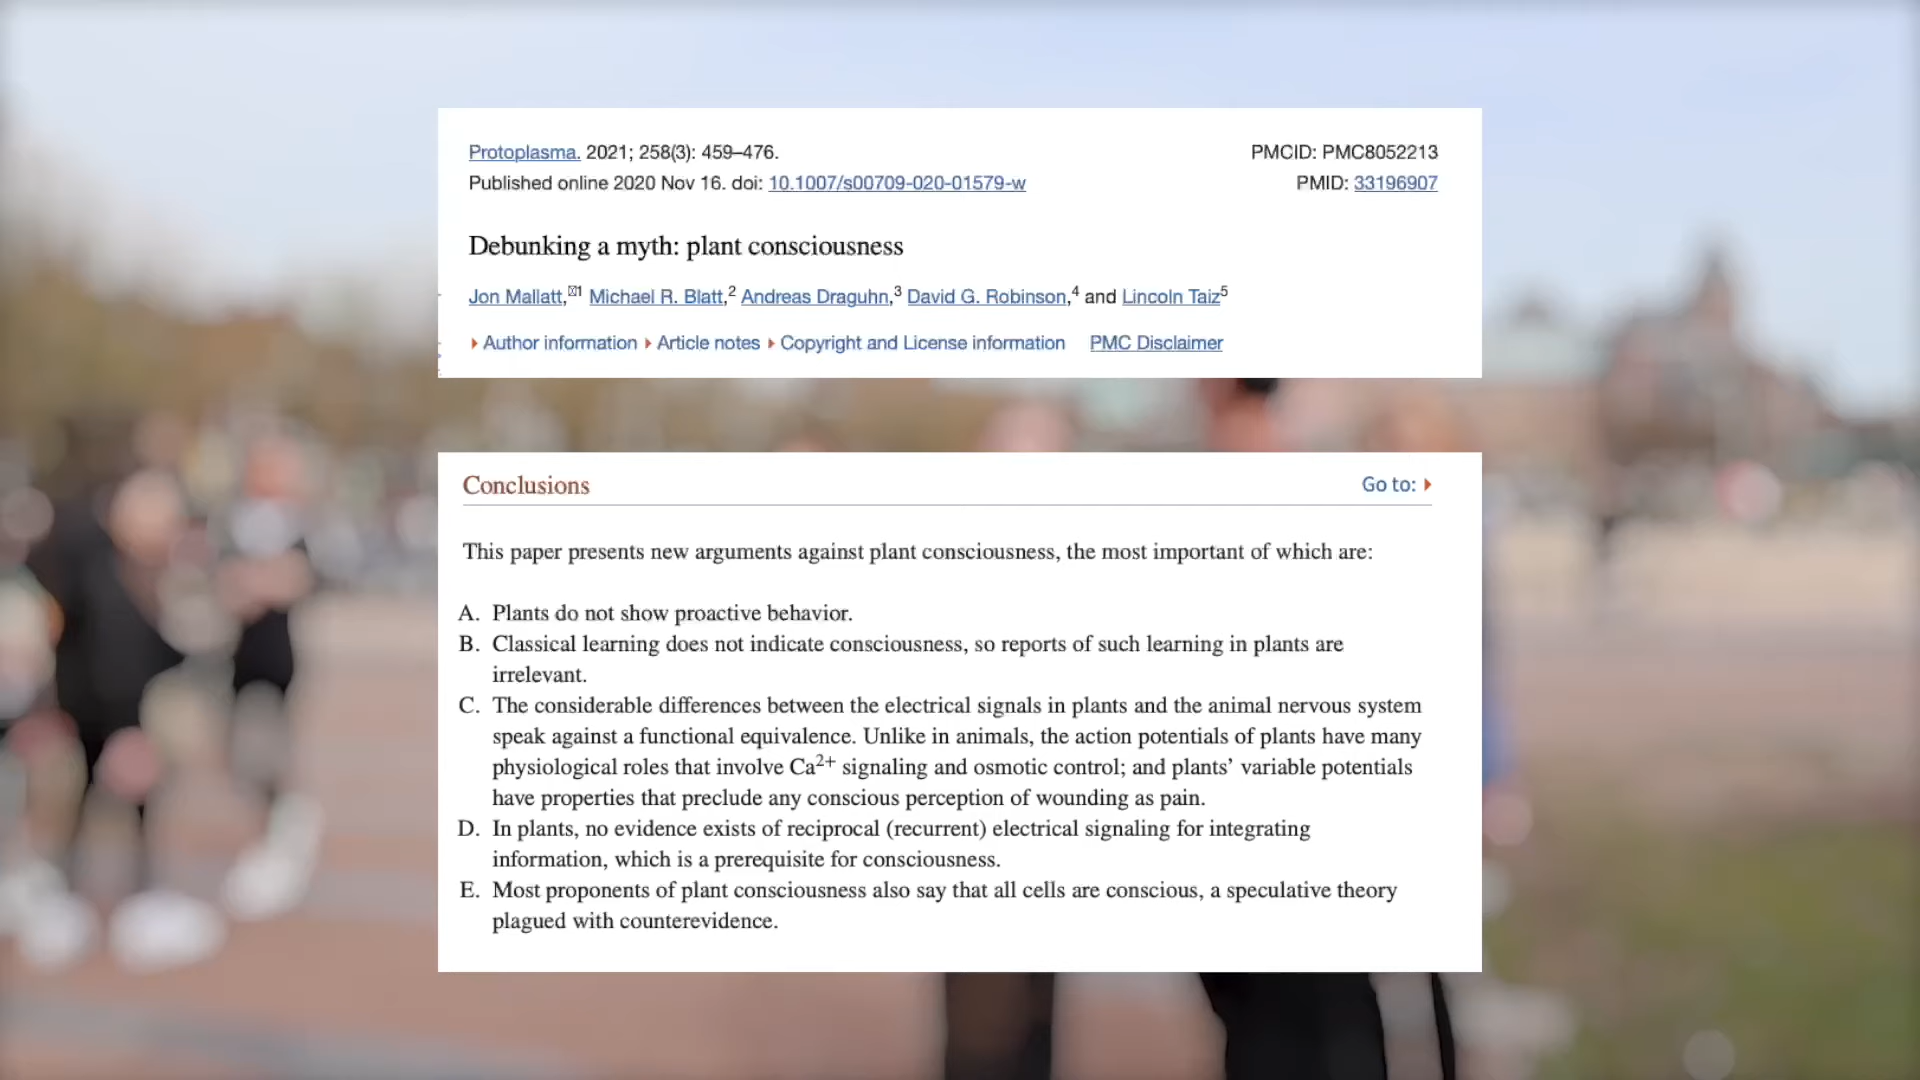 Protoplasma. 2021; 258(3): 459–476.
PMCID: PMC8052213
Published online 2020 Nov 16. doi: 10.1007/s00709-020-01579-w
PMID: 33196907
Debunking a myth: plant consciousness
Jon Mallatt,✉1 Michael R. Blatt,2 Andreas Draguhn,3 David G. Robinson,4 and Lincoln Taiz5
Author information Article notes Copyright and License information PMC Disclaimer
Conclusions
Go to:
This paper presents new arguments against plant consciousness, the most important of which are:
A. Plants do not show proactive behavior.
B. Classical learning does not indicate consciousness, so reports of such learning in plants are
irrelevant.
C. The considerable differences between the electrical signals in plants and the animal nervous system
speak against a functional equivalence. Unlike in animals, the action potentials of plants have many
physiological roles that involve Ca2+ signaling and osmotic control; and plants’ variable potentials
have properties that preclude any conscious perception of wounding as pain.
D. In plants, no evidence exists of reciprocal (recurrent) electrical signaling for integrating
information, which is a prerequisite for consciousness.
E. Most proponents of plant consciousness also say that all cells are conscious, a speculative theory
plagued with counterevidence.